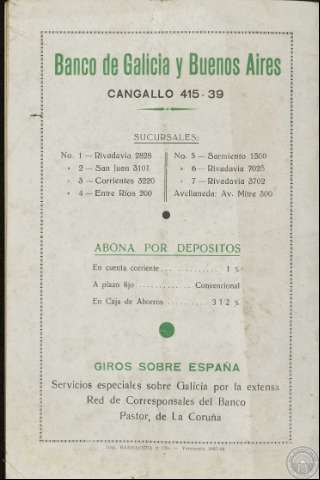 Banco de Galicia y Buenos Aires
CANGALLO 415-39
SUCURSALES:
No. 1 — Rivadavia 2828
» 2 — San Juan 3101
» 3 — Corrientes 3220
» 4 — Entre Ríos 200
No. 5 — Sarmiento 1500
» 6 — Rivadavia 7025
» 7 — Rivadavia 3702
Avellaneda: Av. Mitre 300
ABONA POR DEPOSITOS
En cuenta corriente ............ 1 %
A plazo fijo ............ Convencional
En Caja de Ahorros ......... 3 1 2 %
GIROS SOBRE ESPAÑA
Servicios especiales sobre Galicia por la extensa
Red de Corresponsales del Banco
Pastor, de La Coruña